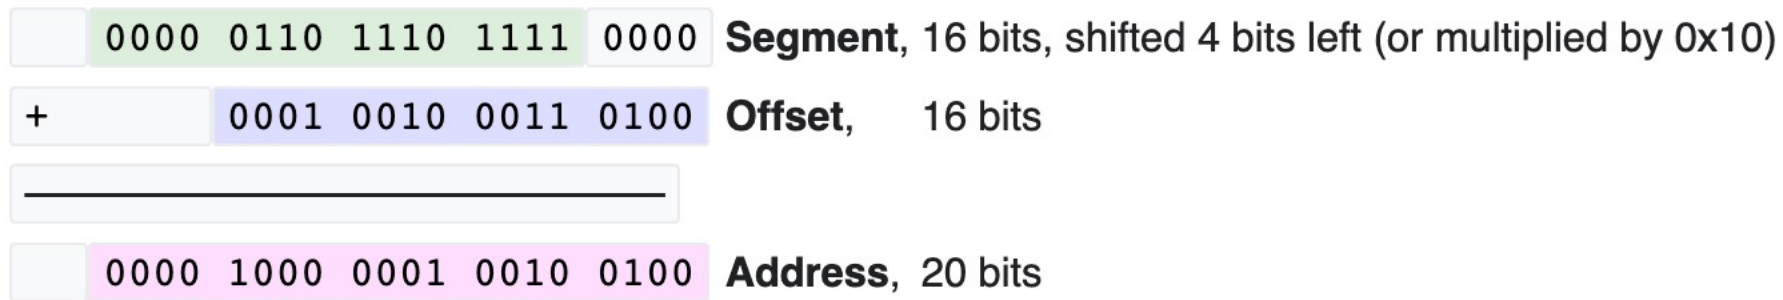 0000 0110 1110 1111 0000 Segment, 16 bits, shifted 4 bits left (or multiplied by 0x10)
+ 0001 0010 0011 0100 Offset, 16 bits
0000 1000 0001 0010 0100 Address, 20 bits